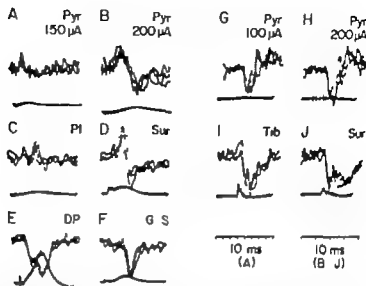 A Pyr
150 µA
B Pyr
200 µA
G Pyr
100 µA
H Pyr
200 µA
C Pl
D Sur
I Tib
J Sur
E DP
F G S
10 ms
(A)
10 ms
(B J)